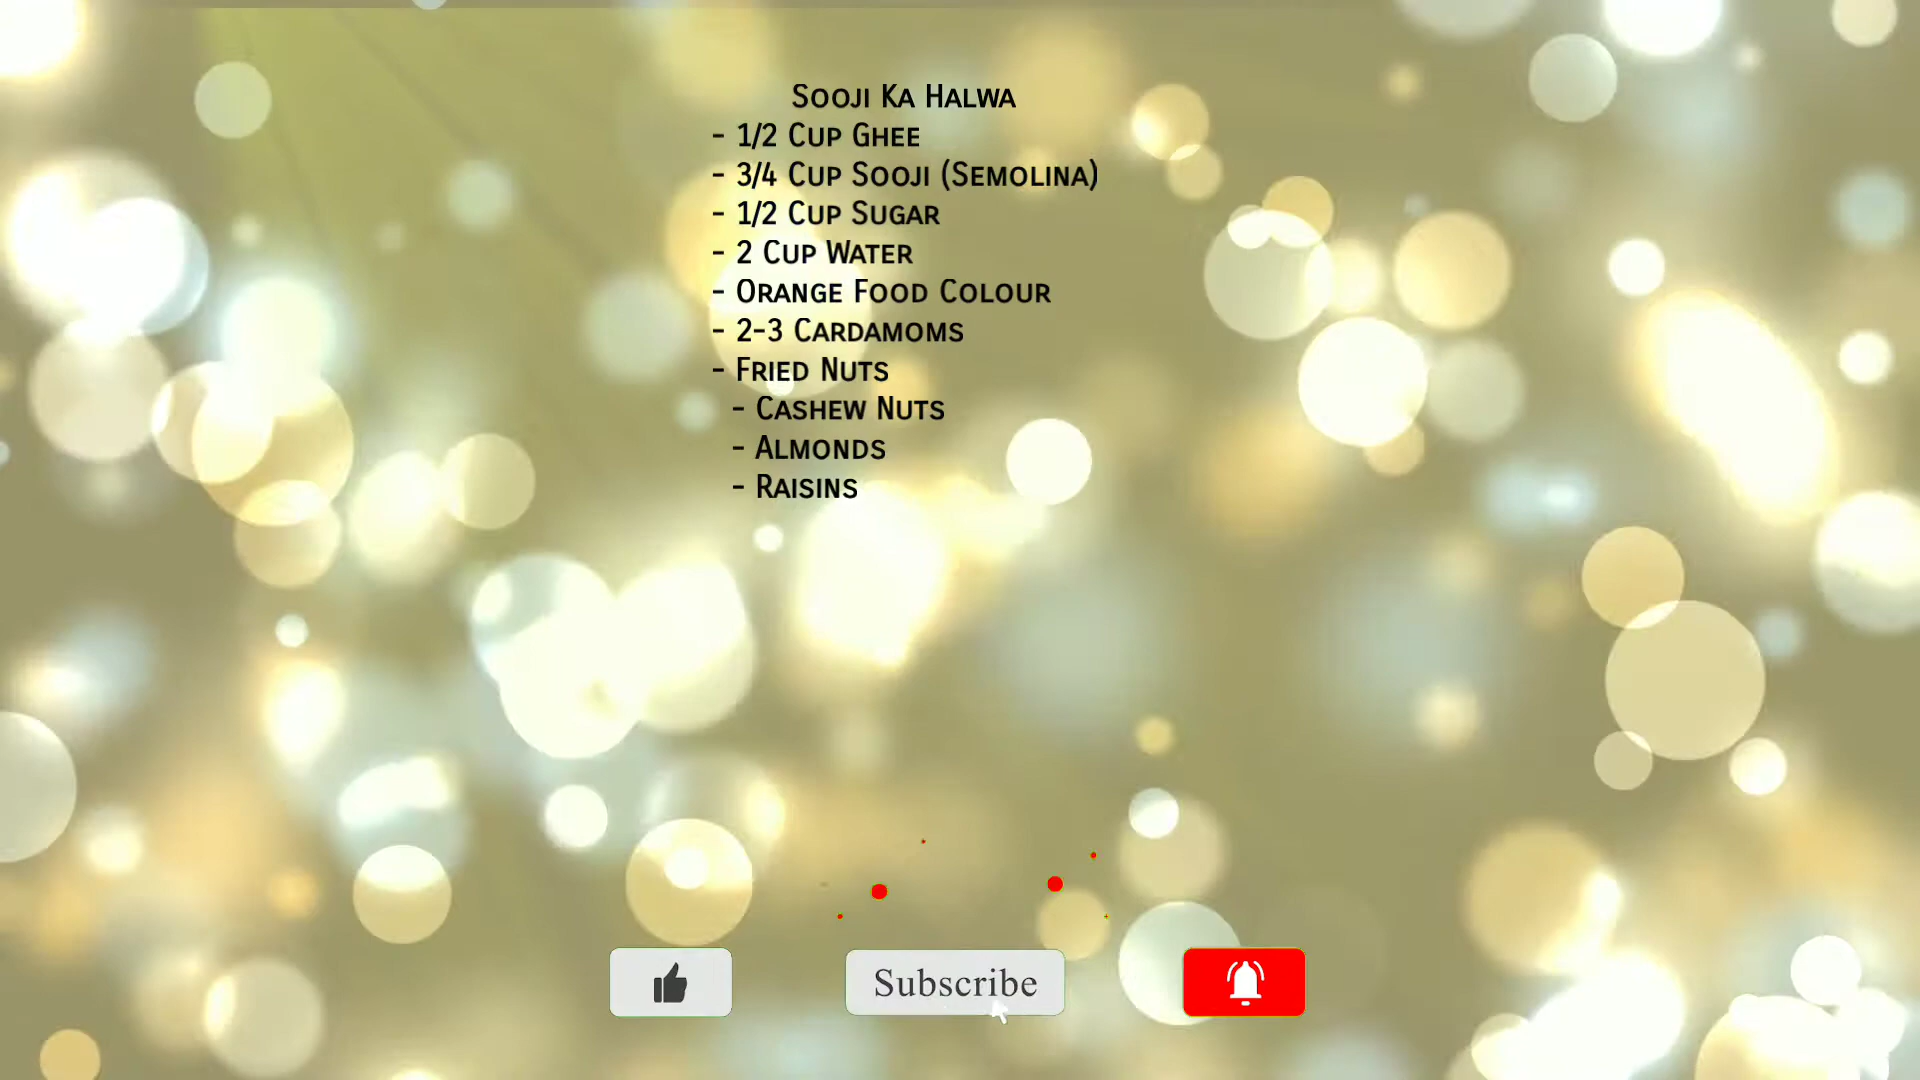 Sooji Ka Halwa
- 1/2 Cup Ghee
- 3/4 Cup Sooji (Semolina)
- 1/2 Cup Sugar
- 2 Cup Water
- Orange Food Colour
- 2-3 Cardamoms
- Fried Nuts
- Cashew Nuts
- Almonds
- Raisins
Subscribe